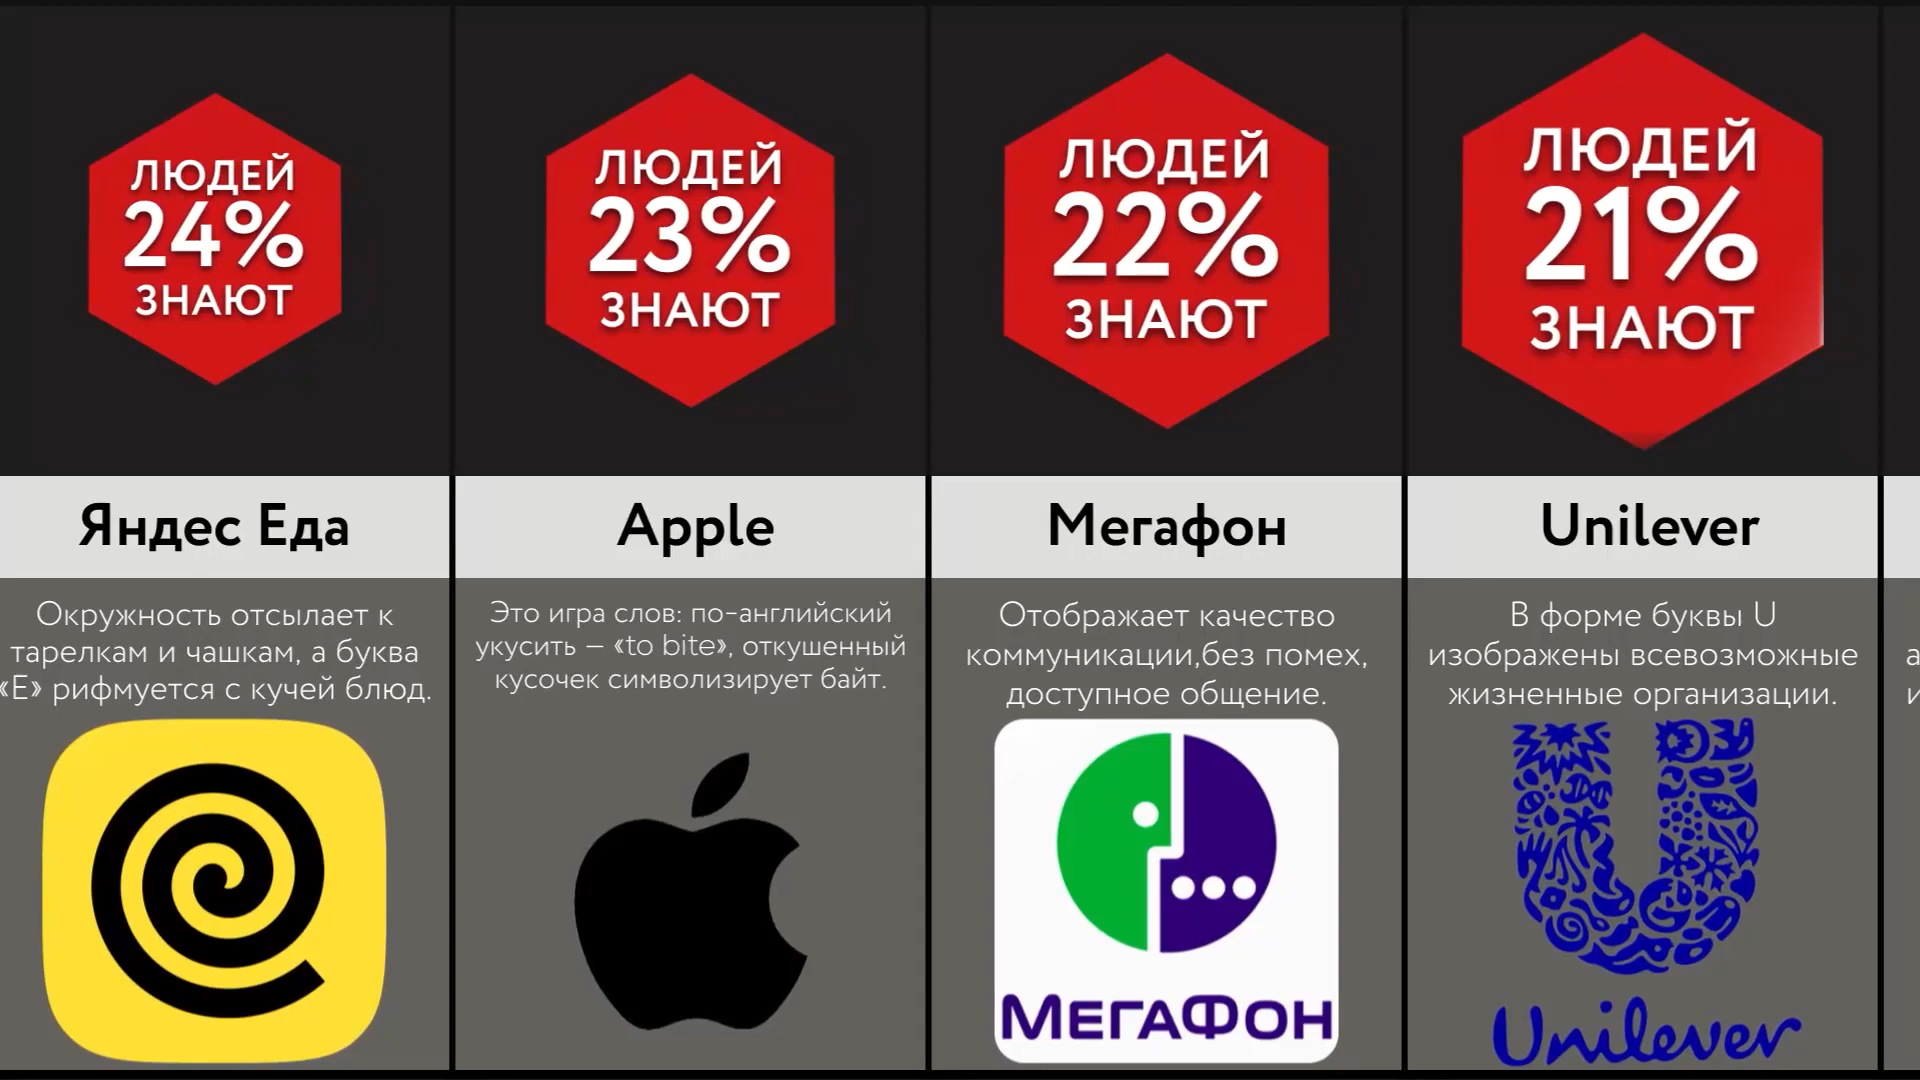 ЛЮДЕЙ
24%
ЗНАЮТ
Яндес Еда
Окружность отсылает к
тарелкам и чашкам, а буква
«Е» рифмуется с кучей блюд.
ЛЮДЕЙ
23%
ЗНАЮТ
Apple
Это игра слов: по-английский
укусить – «to bite», откушенный
кусочек символизирует байт.
ЛЮДЕЙ
22%
ЗНАЮТ
Мегафон
Отображает качество
коммуникации,без помех,
доступное общение.
МЕГАФОН
ЛЮДЕЙ
21%
ЗНАЮТ
Unilever
В форме буквы U
изображены всевозможные
жизненные организации.
Unilever